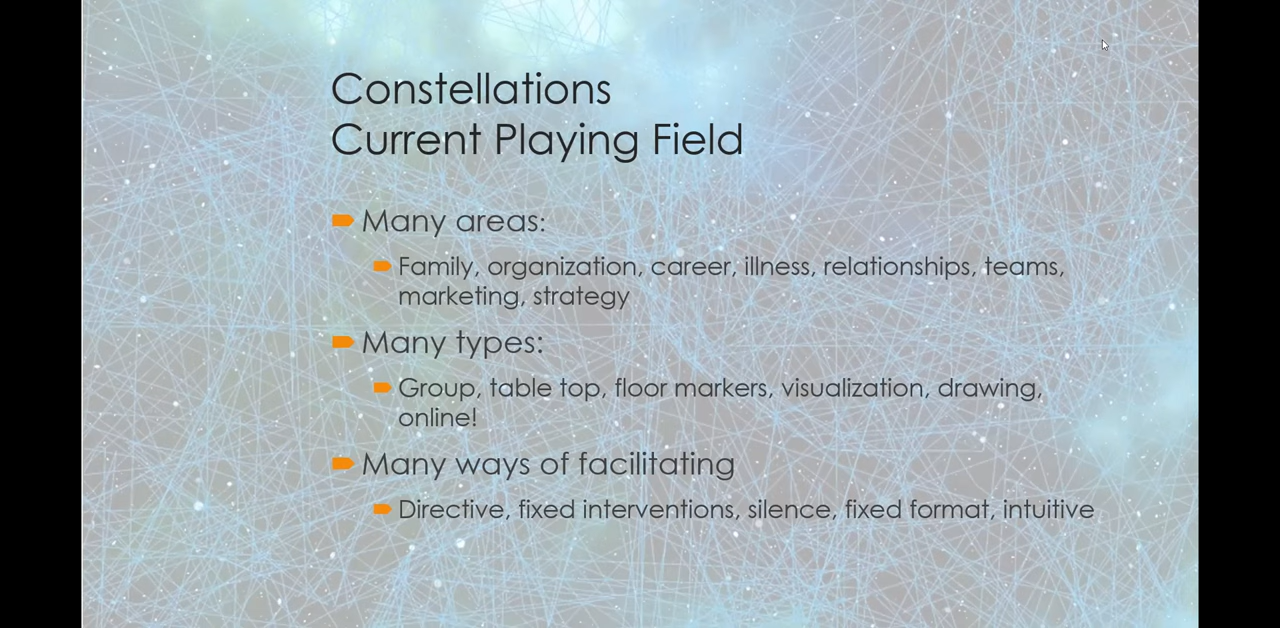 Constellations
Current Playing Field
Many areas:
Family, organization, career, illness, relationships, teams,
marketing, strategy
Many types:
Group, table top, floor markers, visualization, drawing,
online!
Many ways of facilitating
Directive, fixed interventions, silence, fixed format, intuitive